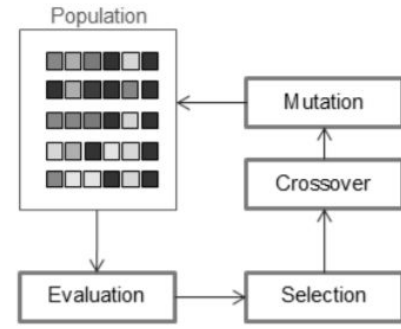 Population
Mutation
Crossover
Evaluation
Selection